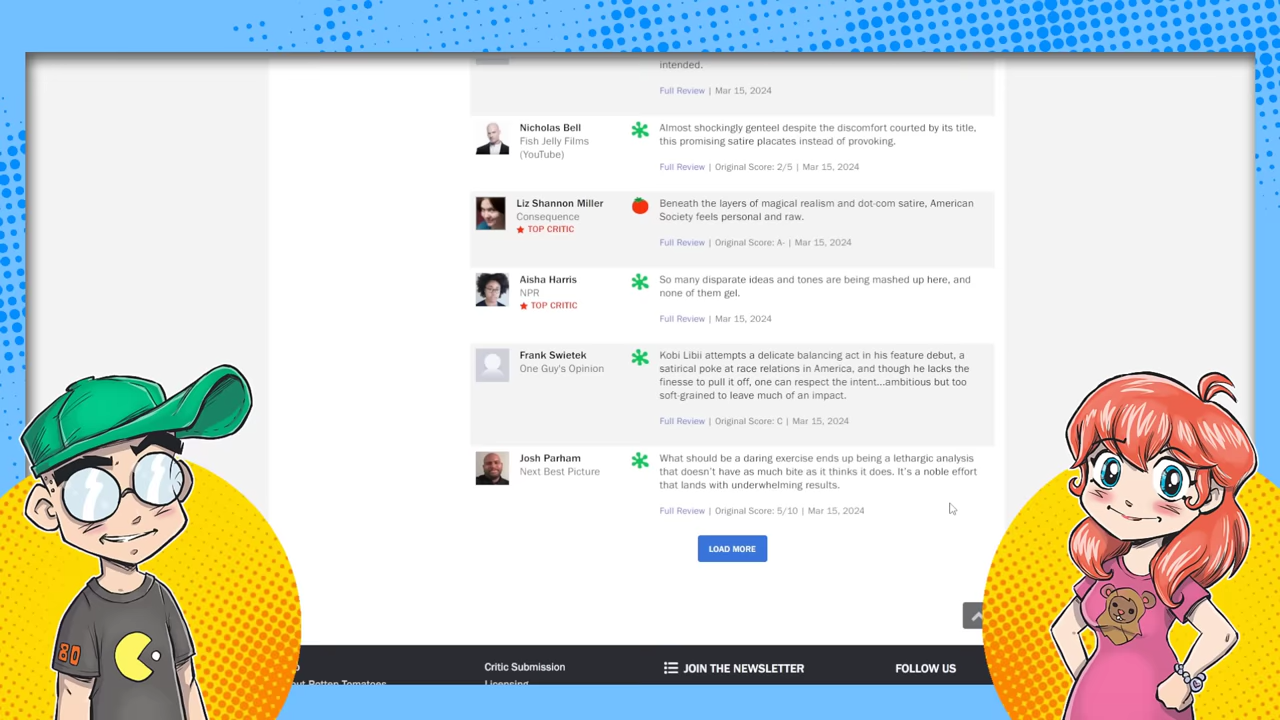 intended.
Full Review | Mar 15, 2024
Nicholas Bell
Fish Jelly Films
(YouTube)
Almost shockingly genteel despite the discomfort courted by its title,
this promising satire placates instead of provoking.
Full Review | Original Score: 2/5 | Mar 15, 2024
Liz Shannon Miller
Consequence
TOP CRITIC
Beneath the layers of magical realism and dot-com satire, American
Society feels personal and raw.
Full Review | Original Score: A- | Mar 15, 2024
Aisha Harris
NPR
TOP CRITIC
So many disparate ideas and tones are being mashed up here, and
none of them gel.
Full Review | Mar 15, 2024
Frank Swietek
One Guy's Opinion
Kobi Libii attempts a delicate balancing act in his feature debut, a
satirical poke at race relations in America, and though he lacks the
finesse to pull it off, one can respect the intent...ambitious but too
soft-grained to leave much of an impact.
Full Review | Original Score: C | Mar 15, 2024
Josh Parham
Next Best Picture
What should be a daring exercise ends up being a lethargic analysis
that doesn't have as much bite as it thinks it does. It's a noble effort
that lands with underwhelming results.
Full Review | Original Score: 5/10 | Mar 15, 2024
LOAD MORE
Critic Submission
JOIN THE NEWSLETTER
FOLLOW US
Rotten Tomatoes
Licensing
80